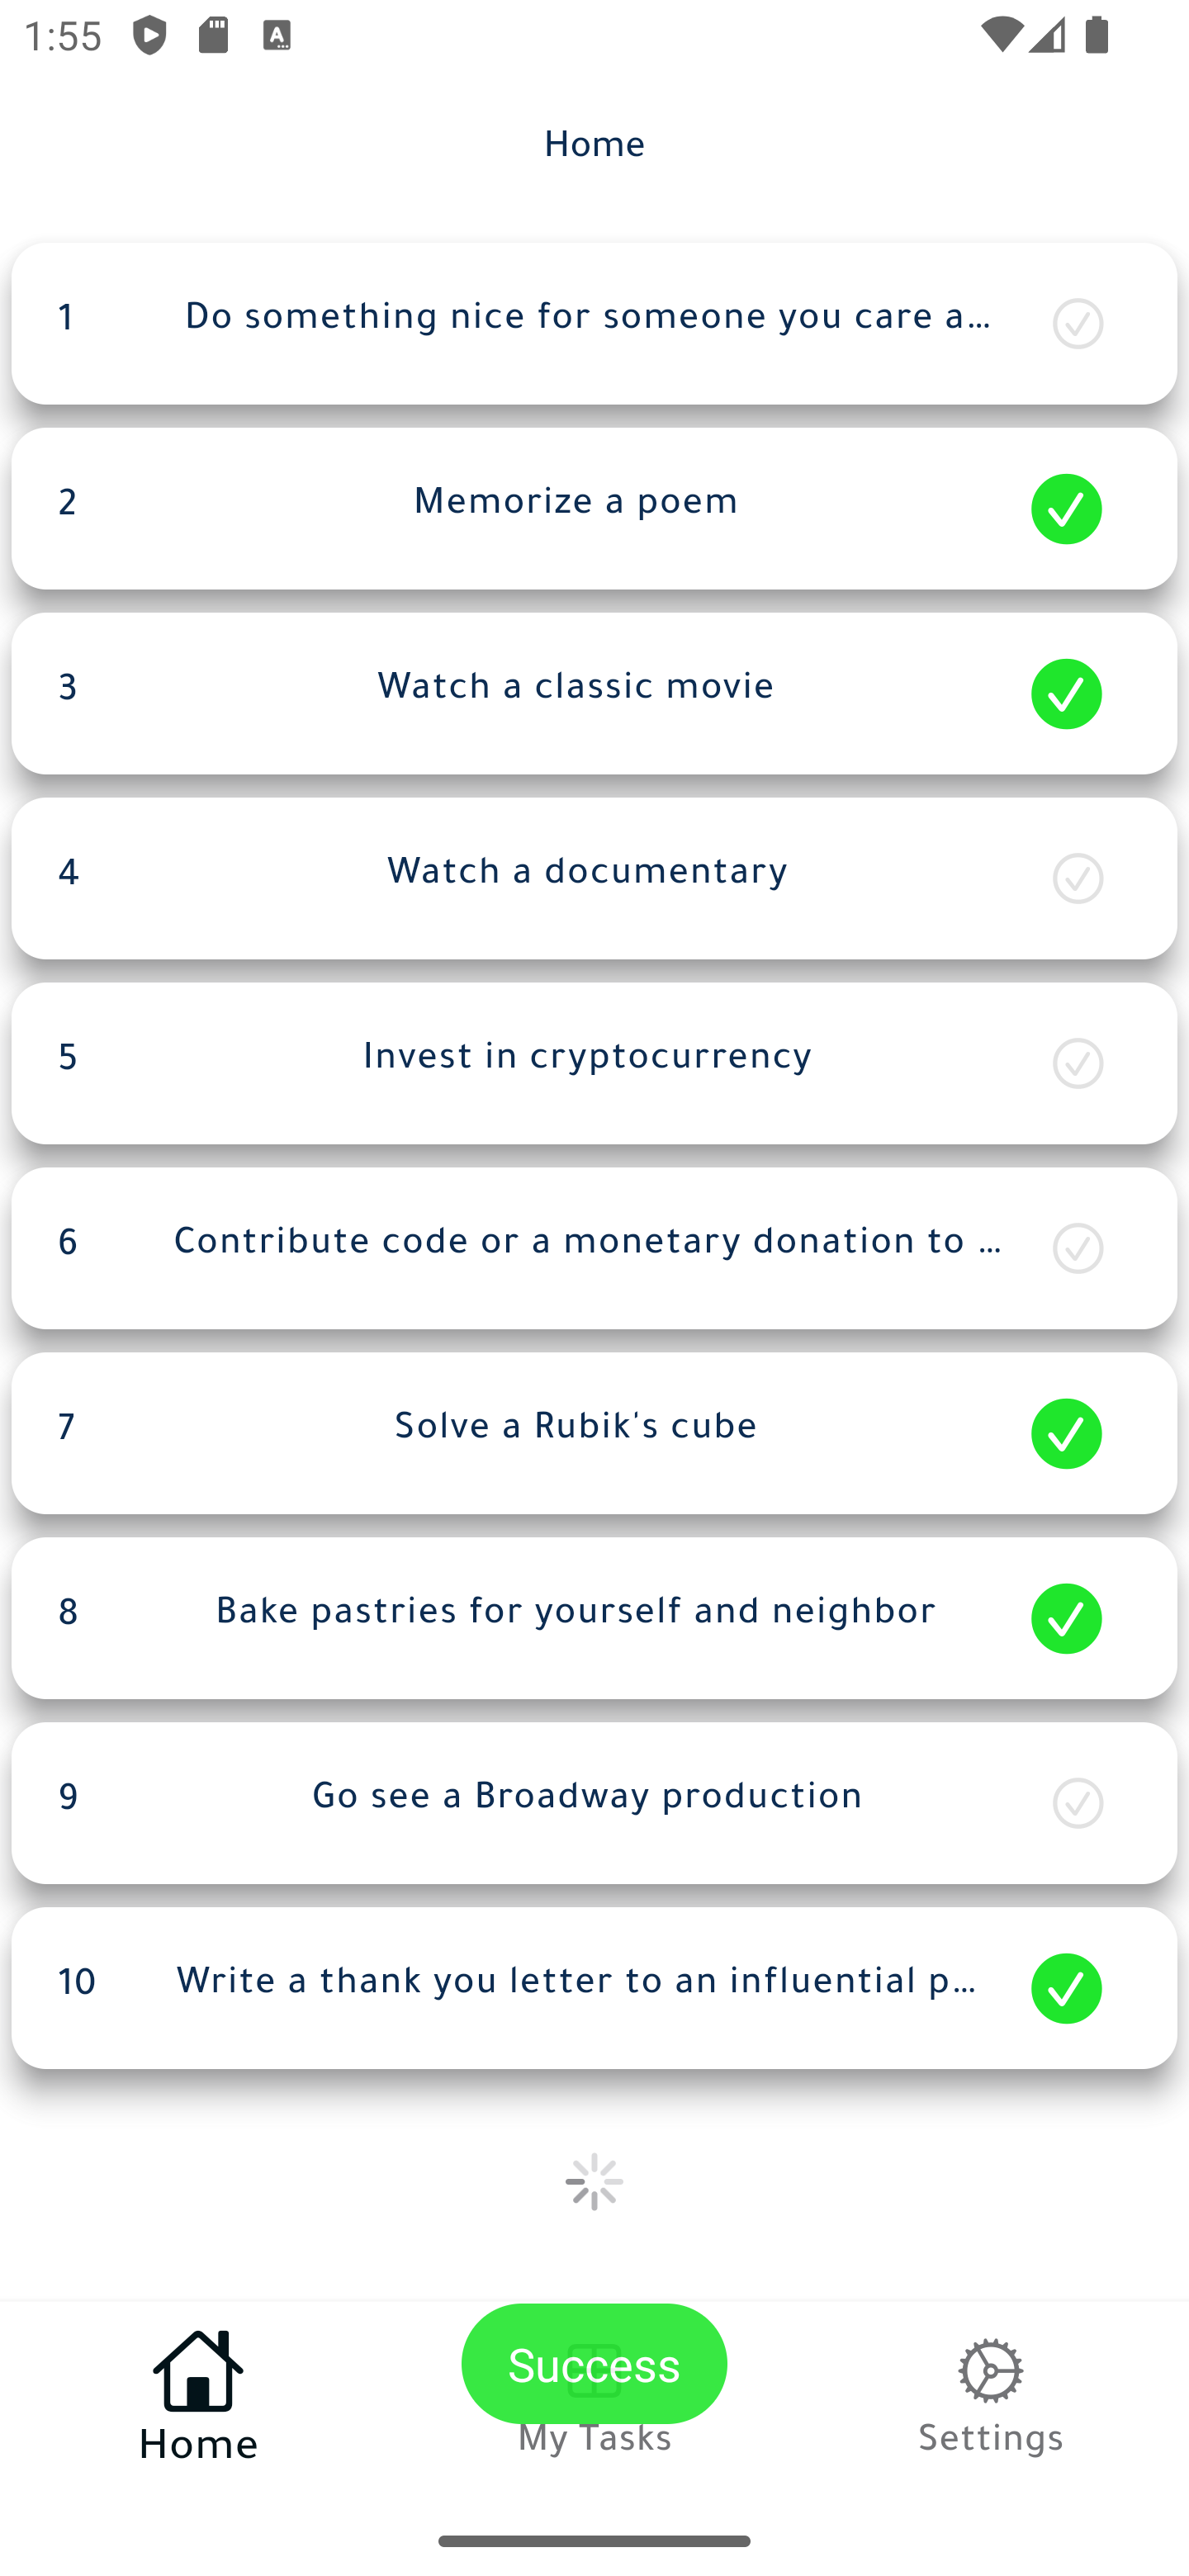 1:55
Home
1 Do something nice for someone you care a...
2 Memorize a poem
3 Watch a classic movie
4 Watch a documentary
5 Invest in cryptocurrency
6 Contribute code or a monetary donation to ...
7 Solve a Rubik's cube
8 Bake pastries for yourself and neighbor
9 Go see a Broadway production
10 Write a thank you letter to an influential p...
Success
Home
My Tasks
Settings